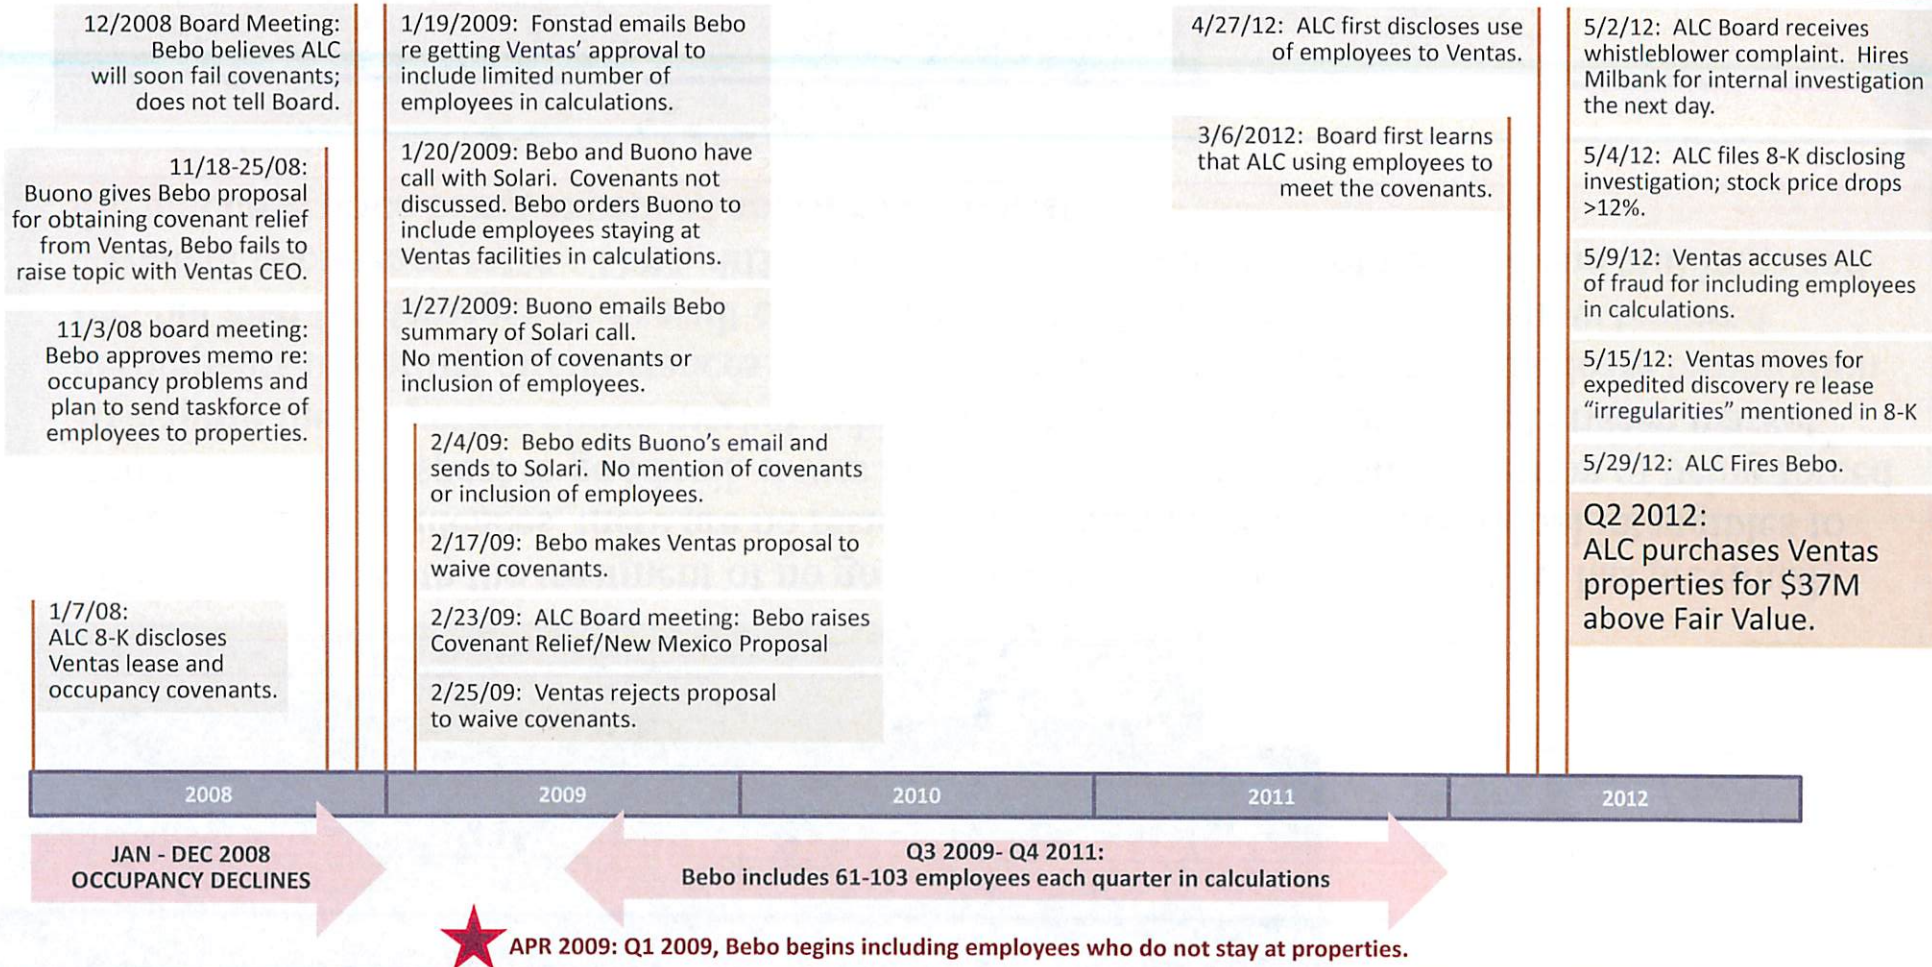 12/2008 Board Meeting:
Bebo believes ALC
will soon fail covenants;
does not tell Board.
11/18-25/08:
Buono gives Bebo proposal
for obtaining covenant relief
from Ventas, Bebo fails to
raise topic with Ventas CEO.
11/3/08 board meeting:
Bebo approves memo re:
occupancy problems and
plan to send taskforce of
employees to properties.
1/7/08:
ALC 8-K discloses
Ventas lease and
occupancy covenants.
1/19/2009: Fonstad emails Bebo
re getting Ventas' approval to
include limited number of
employees in calculations.
1/20/2009: Bebo and Buono have
call with Solari. Covenants not
discussed. Bebo orders Buono to
include employees staying at
Ventas facilities in calculations.
1/27/2009: Buono emails Bebo
summary of Solari call.
No mention of covenants or
inclusion of employees.
2/4/09: Bebo edits Buono's email and
sends to Solari. No mention of covenants
or inclusion of employees.
2/17/09: Bebo makes Ventas proposal to
waive covenants.
2/23/09: ALC Board meeting: Bebo raises
Covenant Relief/New Mexico Proposal
2/25/09: Ventas rejects proposal
to waive covenants.
4/27/12: ALC first discloses use
of employees to Ventas.
3/6/2012: Board first learns
that ALC using employees to
meet the covenants.
5/2/12: ALC Board receives
whistleblower complaint. Hires
Milbank for internal investigation
the next day.
5/4/12: ALC files 8-K disclosing
investigation; stock price drops
>12%.
5/9/12: Ventas accuses ALC
of fraud for including employees
in calculations.
5/15/12: Ventas moves for
expedited discovery re lease
"irregularities" mentioned in 8-K
5/29/12: ALC Fires Bebo.
Q2 2012:
ALC purchases Ventas
properties for $37M
above Fair Value.
2008 2009 2010 2011 2012
JAN - DEC 2008
OCCUPANCY DECLINES
Q3 2009- Q4 2011:
Bebo includes 61-103 employees each quarter in calculations
APR 2009: Q1 2009, Bebo begins including employees who do not stay at properties.